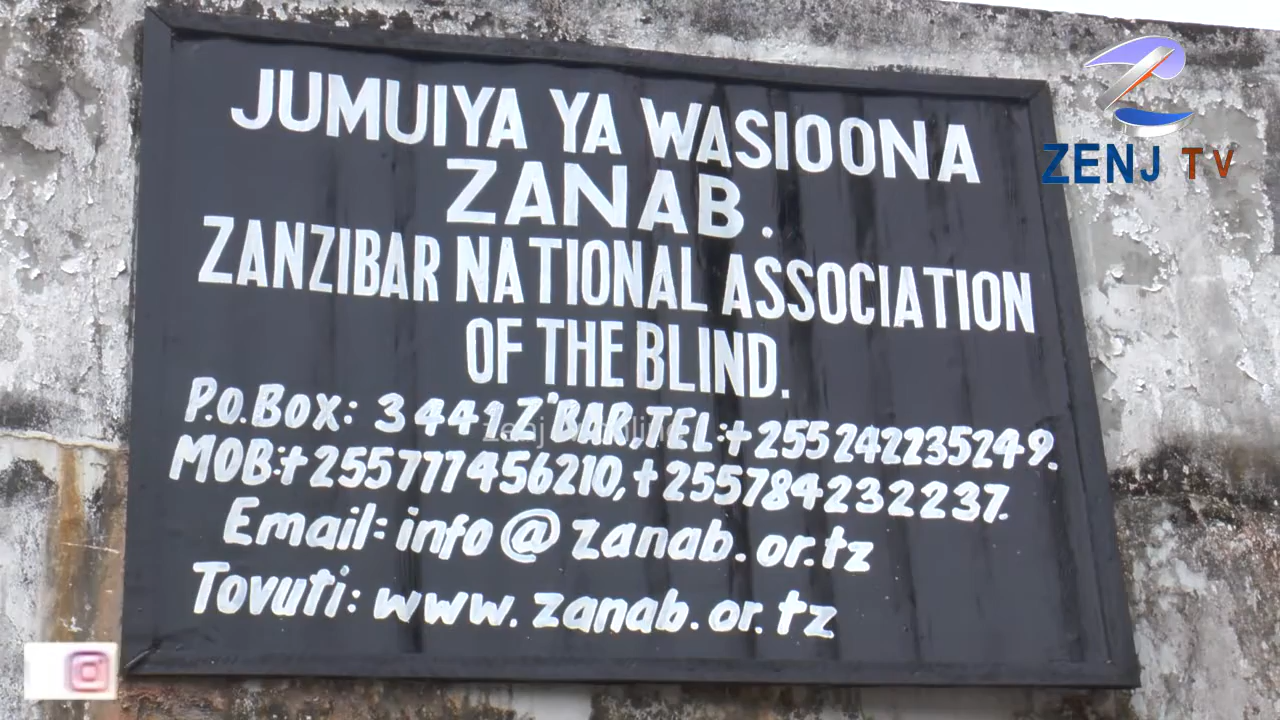 JUMUIYA YA WASIOONA
ZANAB.
ZANZIBAR NATIONAL ASSOCIATION
OF THE BLIND.
P.O.BOX: 3441 Z'BAR, TEL:+255242235249.
MOB:+255777456210,+255784232237.
Email: info@zanab.or.tz
Tovuti: www.zanab.or.tz
ZENJ TV